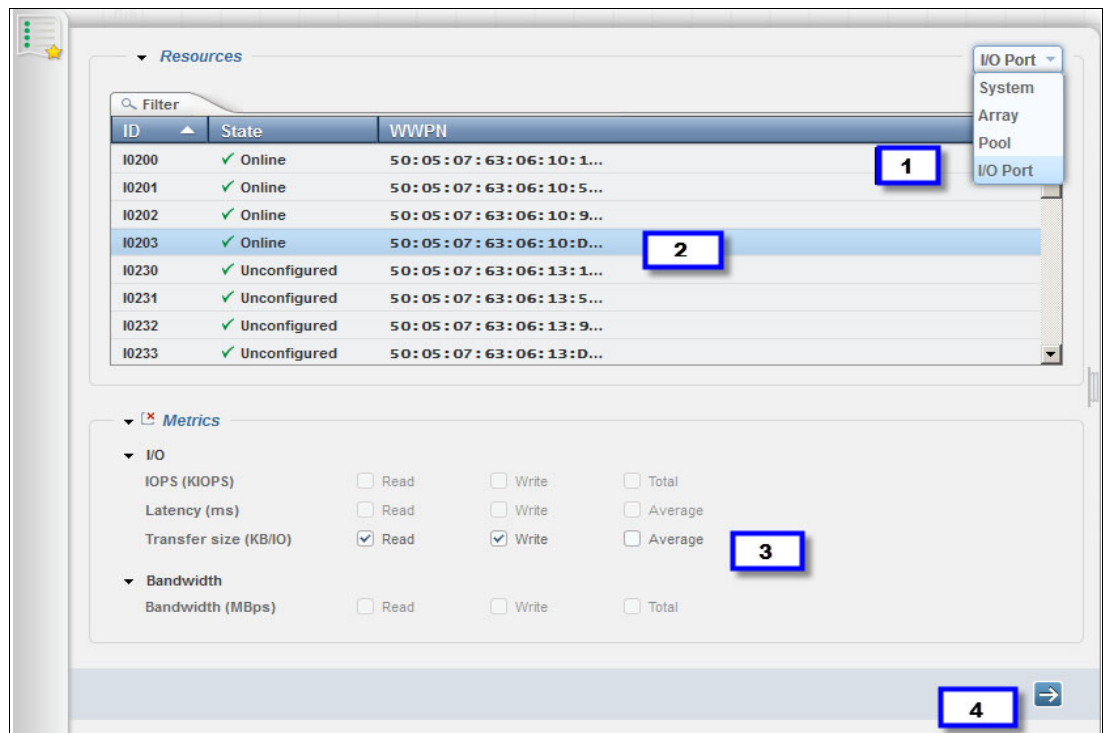 Resources
I/O Port
System
Array
Pool
I/O Port
Filter
ID State WWPN
I0200 Online 50:05:07:63:06:10:1...
I0201 Online 50:05:07:63:06:10:5...
I0202 Online 50:05:07:63:06:10:9...
I0203 Online 50:05:07:63:06:10:D...
I0230 Unconfigured 50:05:07:63:06:13:1...
I0231 Unconfigured 50:05:07:63:06:13:5...
I0232 Unconfigured 50:05:07:63:06:13:9...
I0233 Unconfigured 50:05:07:63:06:13:D...
1
2
Metrics
I/O
IOPS (KIOPS) Read Write Total
Latency (ms) Read Write Average
Transfer size (KB/IO) Read Write Average
3
Bandwidth
Bandwidth (MBps) Read Write Total
4